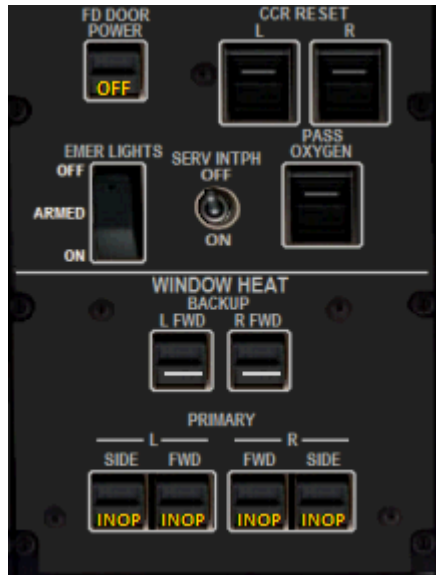 FD DOOR
POWER
OFF
CCR RESET
L R
EMER LIGHTS
OFF
ARMED
ON
SERV INTPH
OFF
ON
PASS
OXYGEN
WINDOW HEAT
BACKUP
L FWD R FWD
PRIMARY
L R
SIDE FWD FWD SIDE
INOP INOP INOP INOP